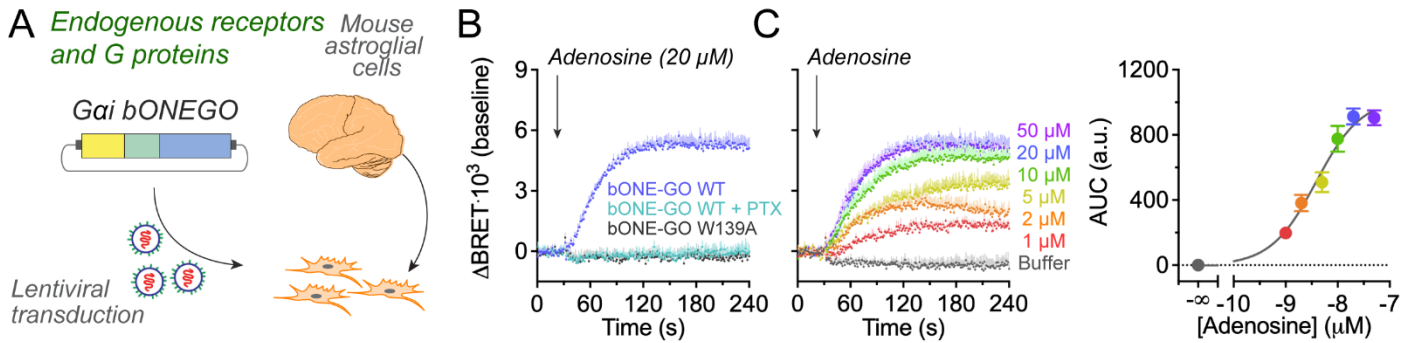 A
Endogenous receptors
and G proteins
Mouse
astroglial
cells
Gαi bONEGO
Lentiviral
transduction
B
Adenosine (20 µM)
ΔBRET·10³ (baseline)
9
6
3
0
bONE-GO WT
bONE-GO WT + PTX
bONE-GO W139A
0 60 120 180 240
Time (s)
C
Adenosine
50 µM
20 µM
10 µM
5 µM
2 µM
1 µM
Buffer
0 60 120 180 240
Time (s)
AUC (a.u.)
1200
800
400
0
-∞ -10 -9 -8 -7
[Adenosine] (µM)